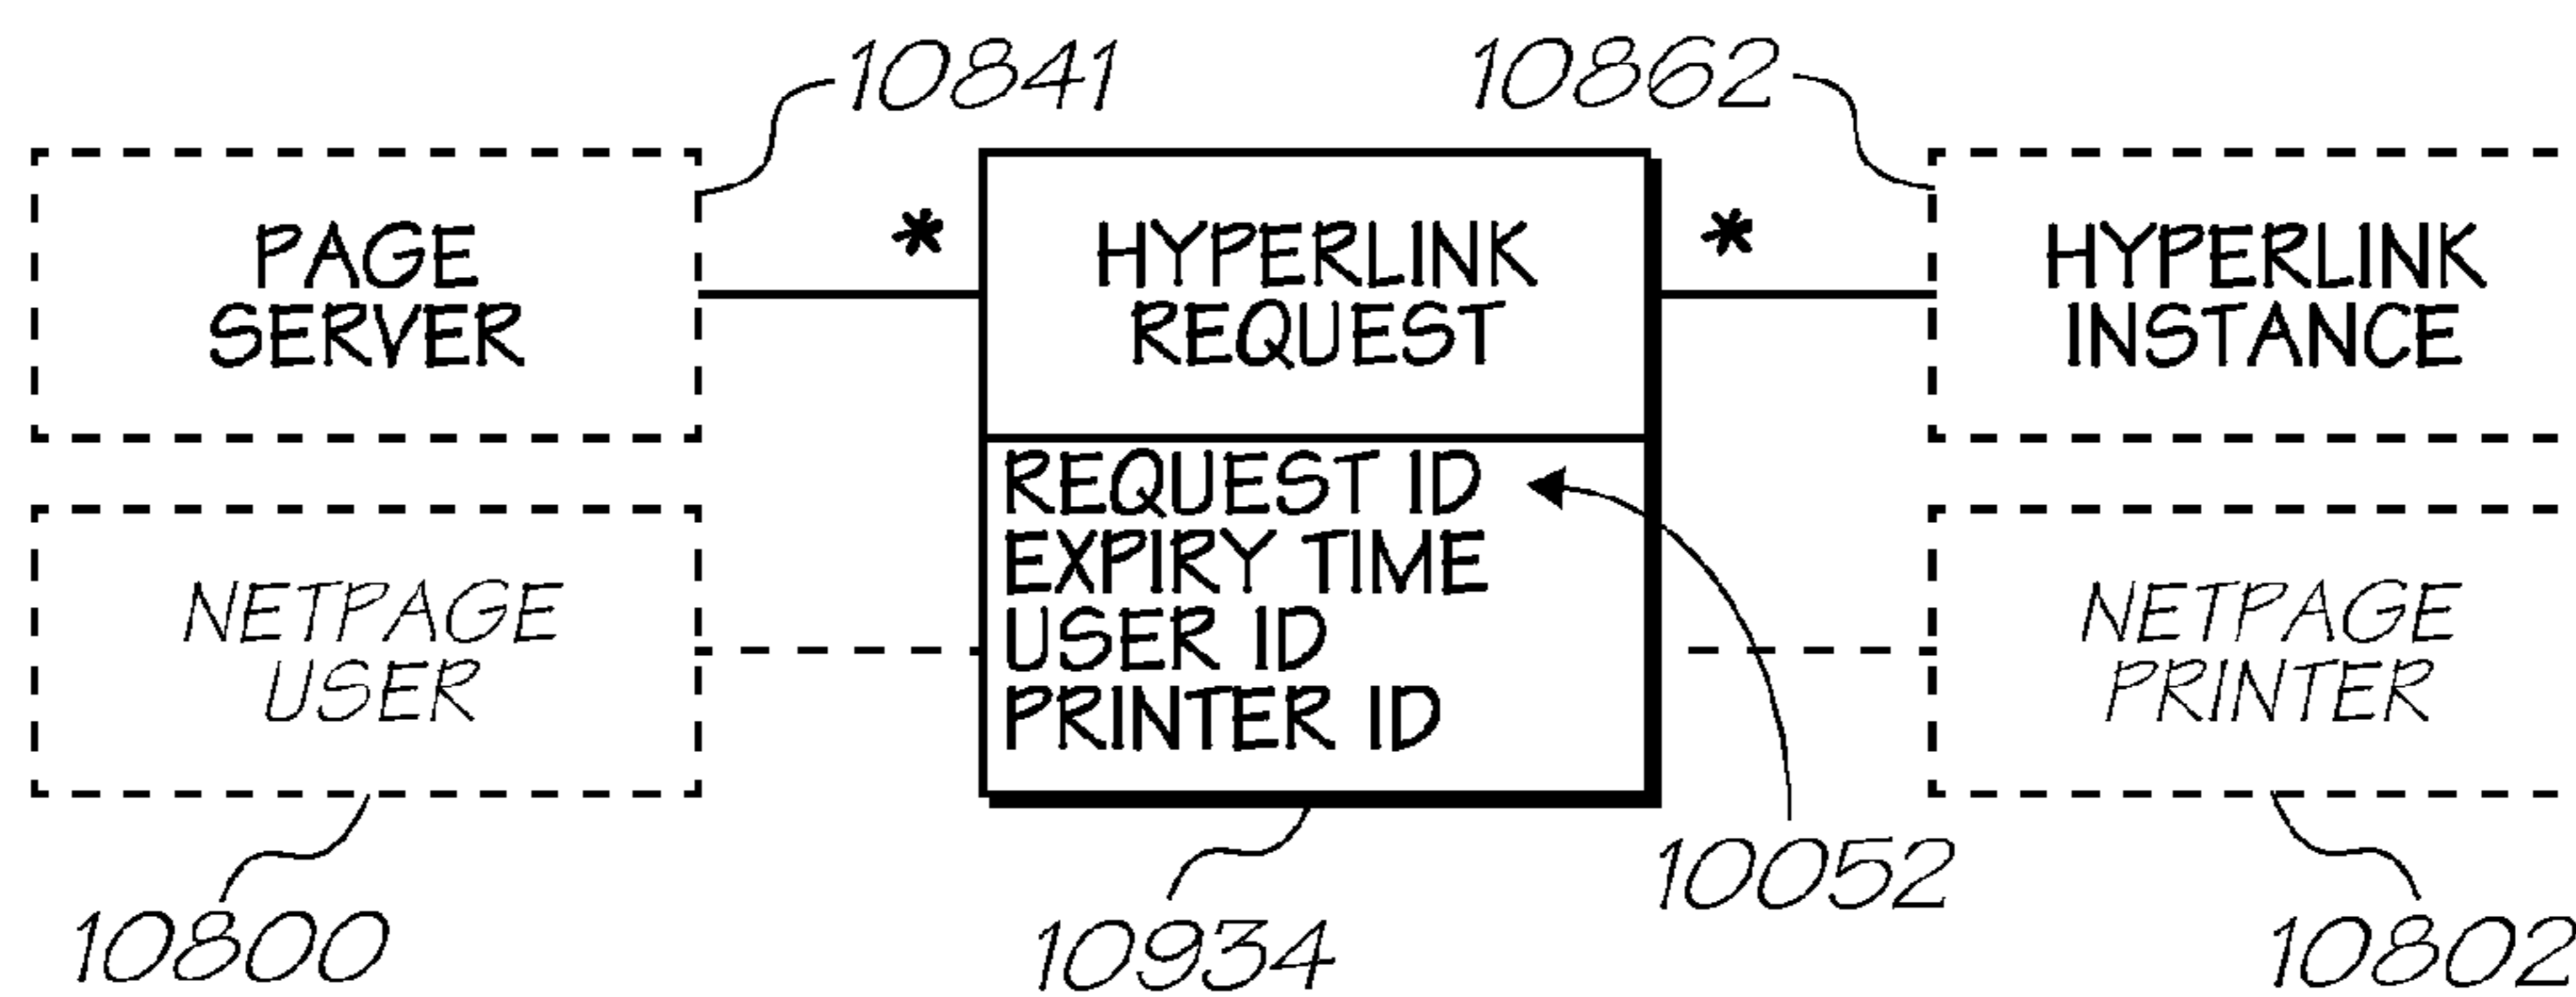 10841
10862
PAGE
SERVER
*
HYPERLINK
REQUEST
*
HYPERLINK
INSTANCE
REQUEST ID
EXPIRY TIME
USER ID
PRINTER ID
NETPAGE
USER
NETPAGE
PRINTER
10800
10934
10052
10802